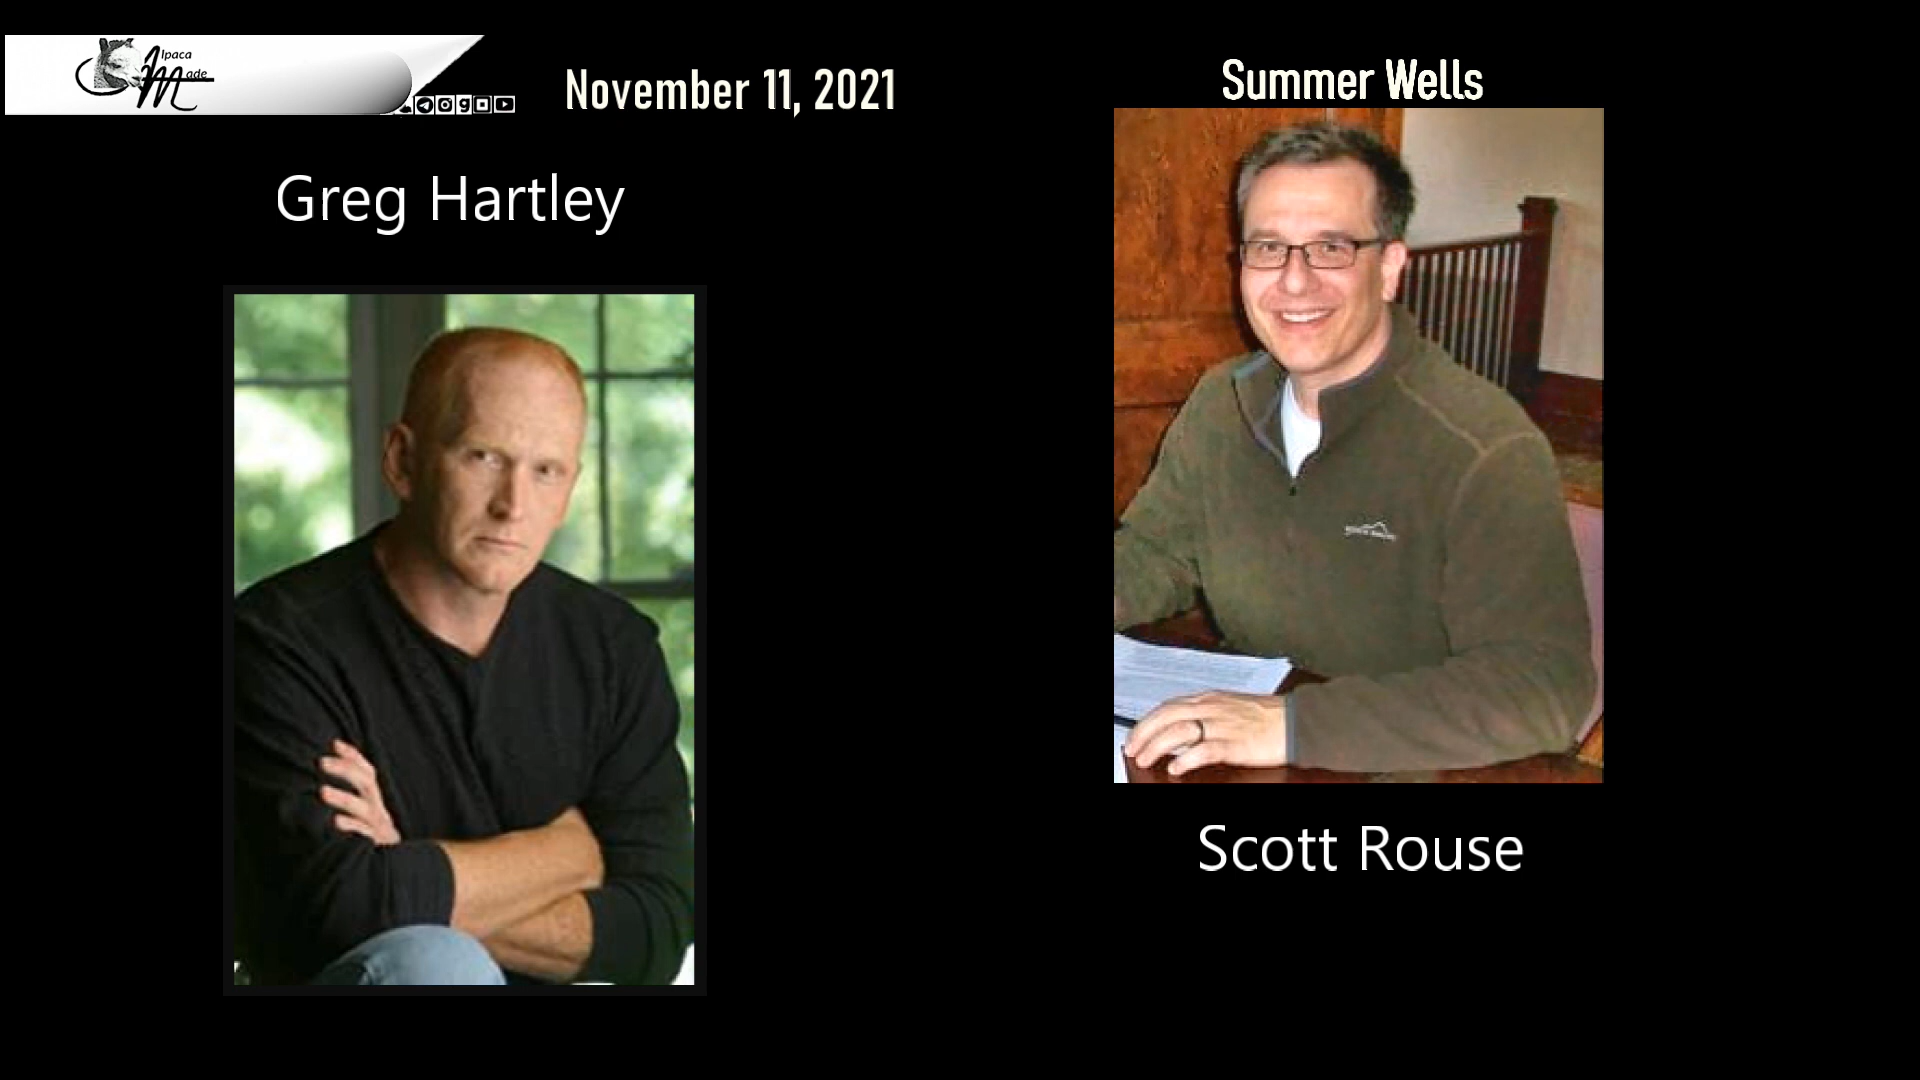 Alpaca
Made
November 11, 2021
Summer Wells
Greg Hartley
Scott Rouse